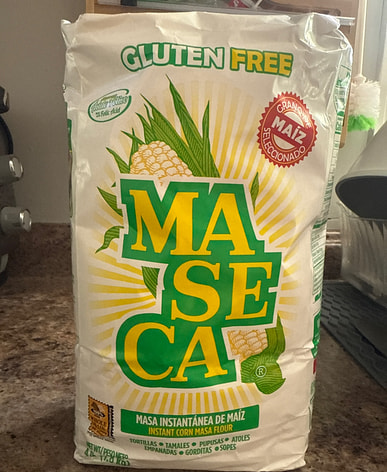 GLUTEN FREE
GRANO
MAÍZ
SELECCIONADO
MA
SE
CA
®
MASA INSTANTÁNEA DE MAÍZ
INSTANT CORN MASA FLOUR
TORTILLAS • TAMALES • PUPUSAS • ATOLES
EMPANADAS • GORDITAS • SOPES